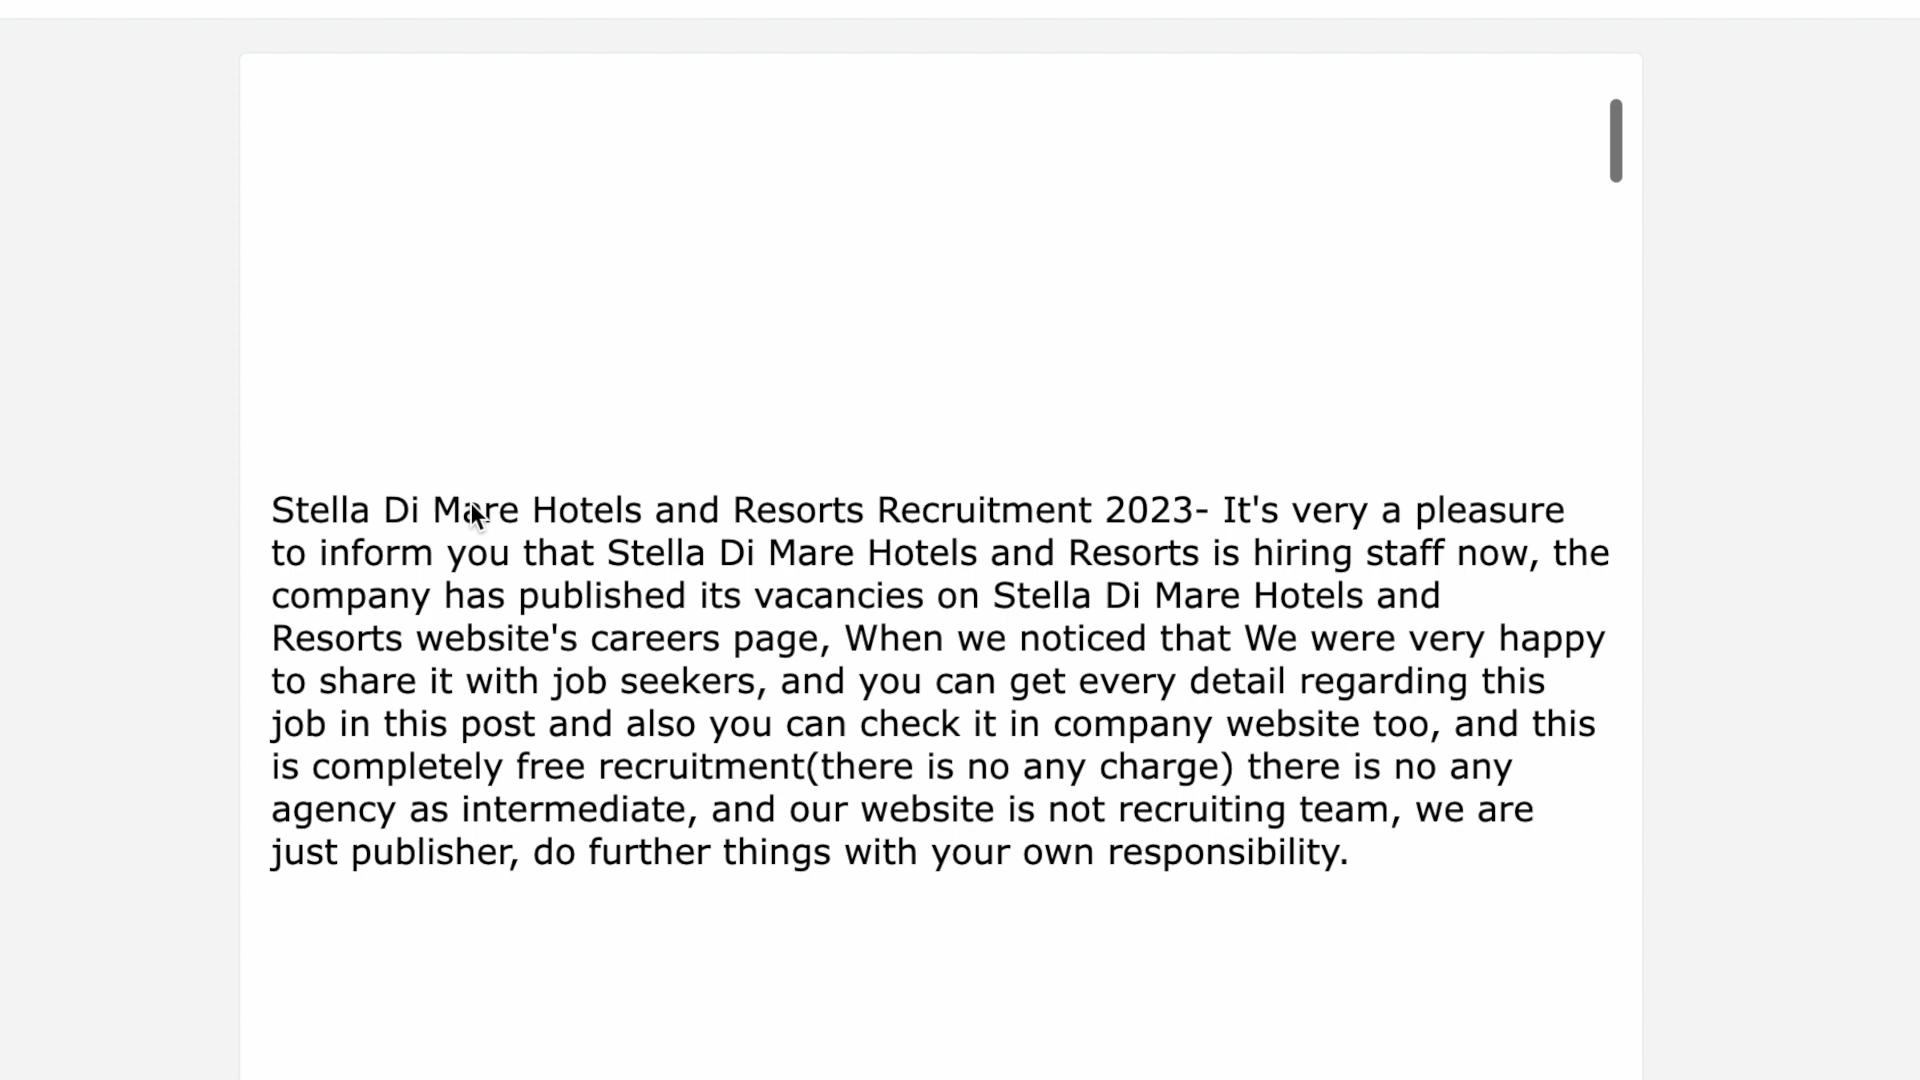 Stella Di Mare Hotels and Resorts Recruitment 2023- It's very a pleasure
to inform you that Stella Di Mare Hotels and Resorts is hiring staff now, the
company has published its vacancies on Stella Di Mare Hotels and
Resorts website's careers page, When we noticed that We were very happy
to share it with job seekers, and you can get every detail regarding this
job in this post and also you can check it in company website too, and this
is completely free recruitment(there is no any charge) there is no any
agency as intermediate, and our website is not recruiting team, we are
just publisher, do further things with your own responsibility.